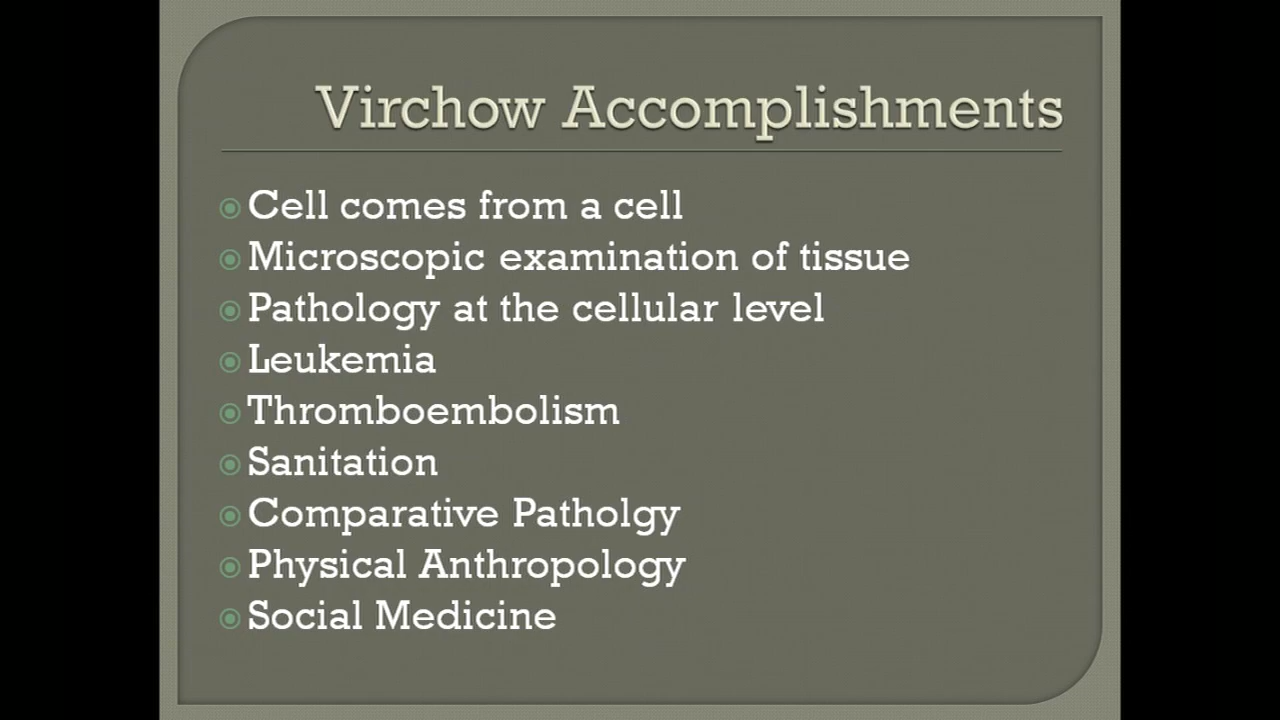 Virchow Accomplishments
Cell comes from a cell
Microscopic examination of tissue
Pathology at the cellular level
Leukemia
Thromboembolism
Sanitation
Comparative Patholgy
Physical Anthropology
Social Medicine